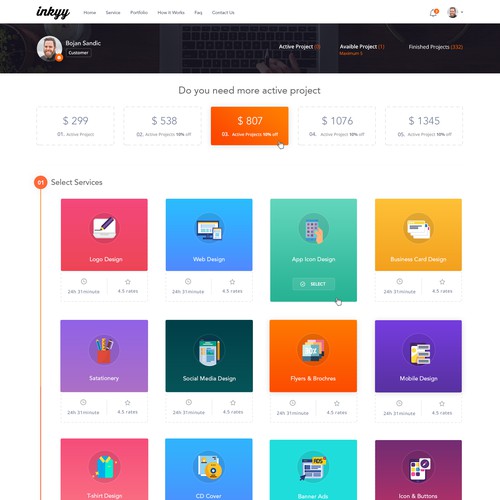 inkyy
Home Service Portfolio How it Works Faq Contact Us
Bojan Sandic
Customer
Active Project (1) Avaible Project (1) Finished Projects (332)
Maximum 5
Do you need more active project
$ 299 $ 538 $ 807 $ 1076 $ 1345
01. Active Project 02. Active Projects 10% off 03. Active Projects 10% off 04. Active Projects 10% off 05. Active Projects 10% off
01 Select Services
Logo Design Web Design App Icon Design Business Card Design
SELECT
24h 31minute 4.5 rates 24h 31minute 4.5 rates 24h 31minute 4.5 rates
Satationery Social Media Design Flyers & Brochres Mobile Design
24h 31minute 4.5 rates 24h 31minute 4.5 rates 24h 31minute 4.5 rates 24h 31minute 4.5 rates
ADS
T-shirt Design CD Cover Banner Ads Icon & Buttons